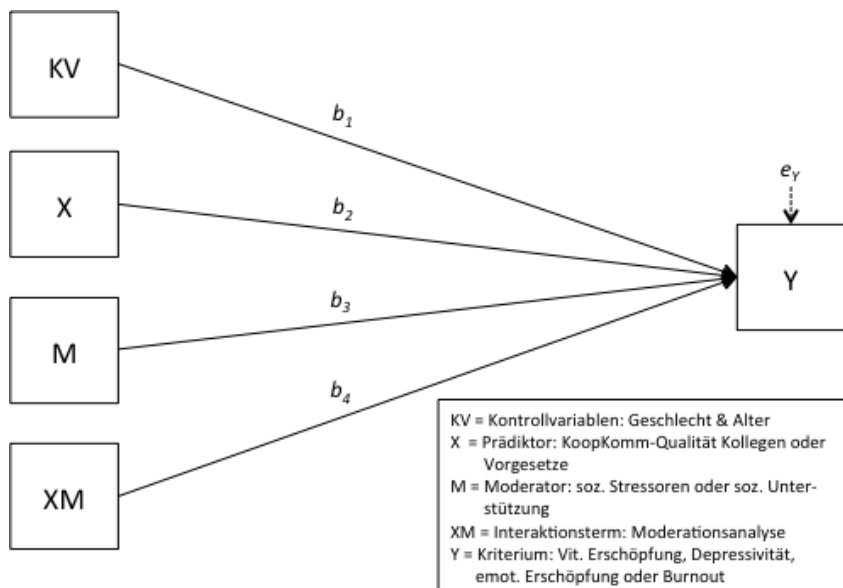 KV
b1
X
b2
eY
Y
b3
M
b4
XM
KV = Kontrollvariablen: Geschlecht & Alter
X = Prädiktor: KoopKomm-Qualität Kollegen oder
Vorgesetze
M = Moderator: soz. Stressoren oder soz. Unter-
stützung
XM = Interaktionsterm: Moderationsanalyse
Y = Kriterium: Vit. Erschöpfung, Depressivität,
emot. Erschöpfung oder Burnout